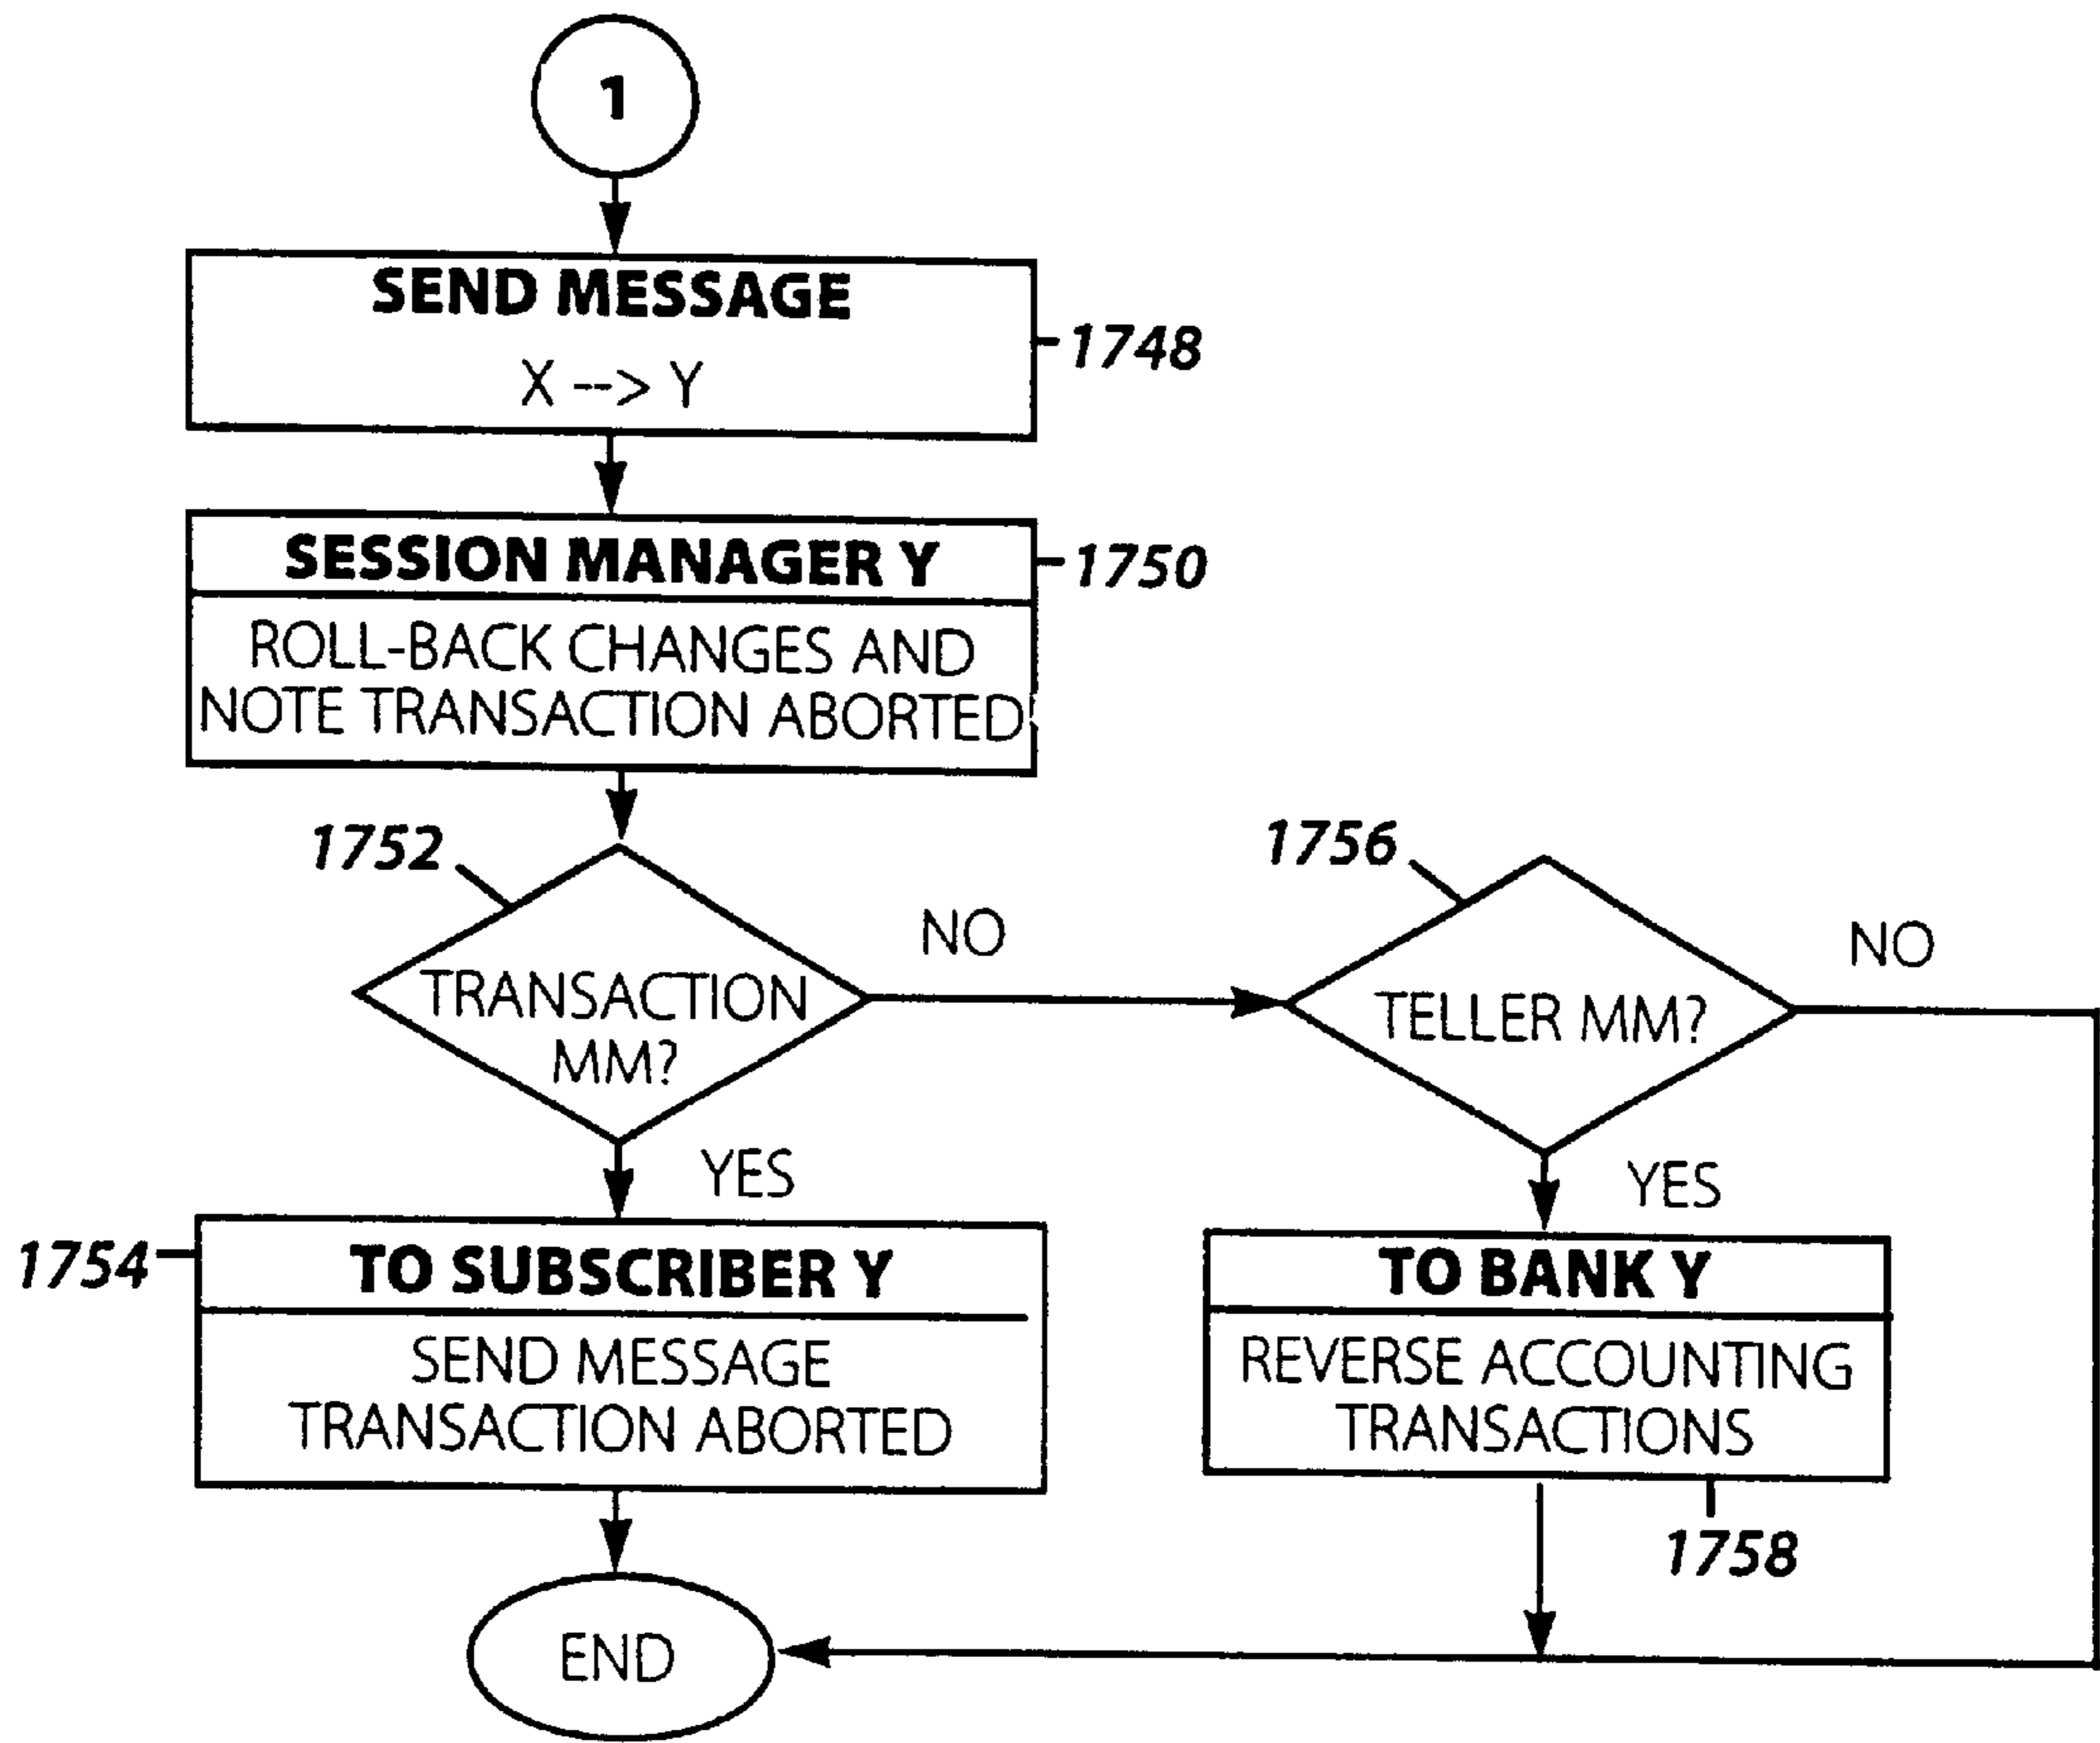 1
SEND MESSAGE
X --> Y
1748
SESSION MANAGER Y
1750
ROLL-BACK CHANGES AND
NOTE TRANSACTION ABORTED
1752
TRANSACTION
MM?
NO
1756
TELLER MM?
NO
YES
YES
1754
TO SUBSCRIBER Y
SEND MESSAGE
TRANSACTION ABORTED
TO BANK Y
REVERSE ACCOUNTING
TRANSACTIONS
1758
END